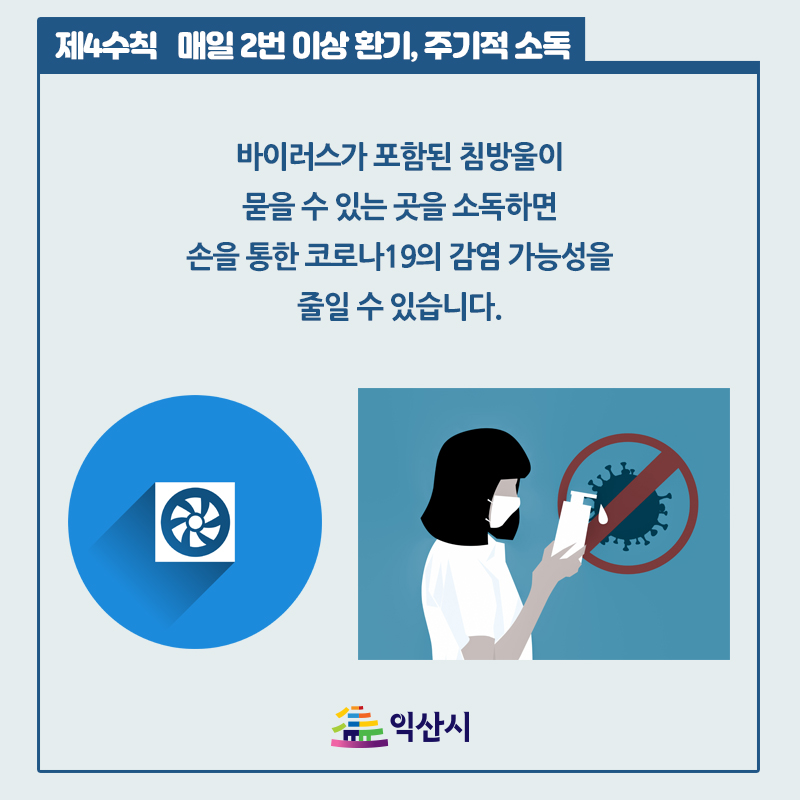 제4수칙 매일 2번 이상 환기, 주기적 소독
바이러스가 포함된 침방울이
묻을 수 있는 곳을 소독하면
손을 통한 코로나19의 감염 가능성을
줄일 수 있습니다.
익산시